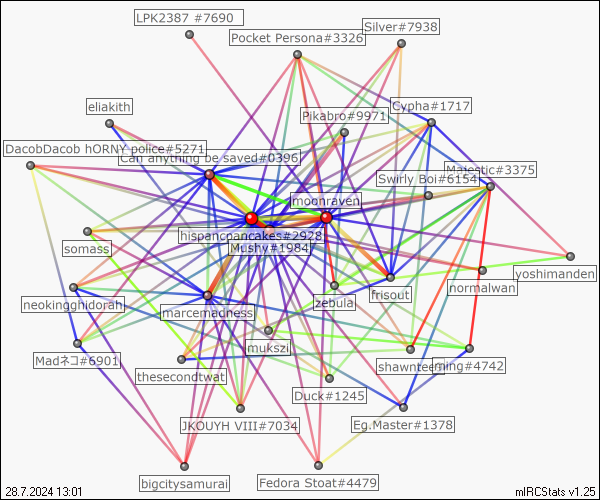 LPK2387 #7690
Silver#7938
Pocket Persona#3326
eliakith
Cypha#1717
Pikabro#9971
DacobDacob hORNY police#5271
Can anything be saved#0396
Majestic#3375
Swirly Boi#6154
moonraven
hispancpancakes#2928
Mushy#1984
somass
yoshimanden
normalwan
frisout
zebula
neokingghidorah
marcemadness
mukszi
Madネコ#6901
shawnteen
ming#4742
thesecondtwat
Duck#1245
JKOUYH VIII#7034
Eg.Master#1378
bigcitysamurai
Fedora Stoat#4479
28.7.2024 13:01
mIRCStats v1.25